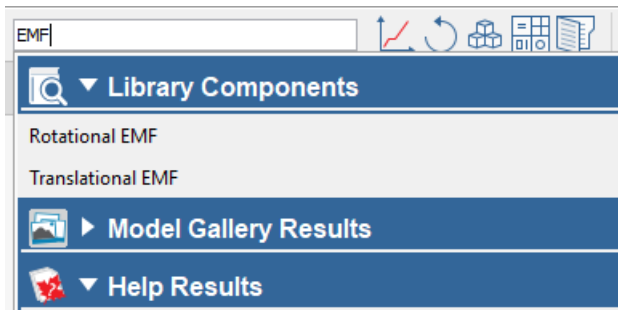 EMF
Library Components
Rotational EMF
Translational EMF
Model Gallery Results
Help Results